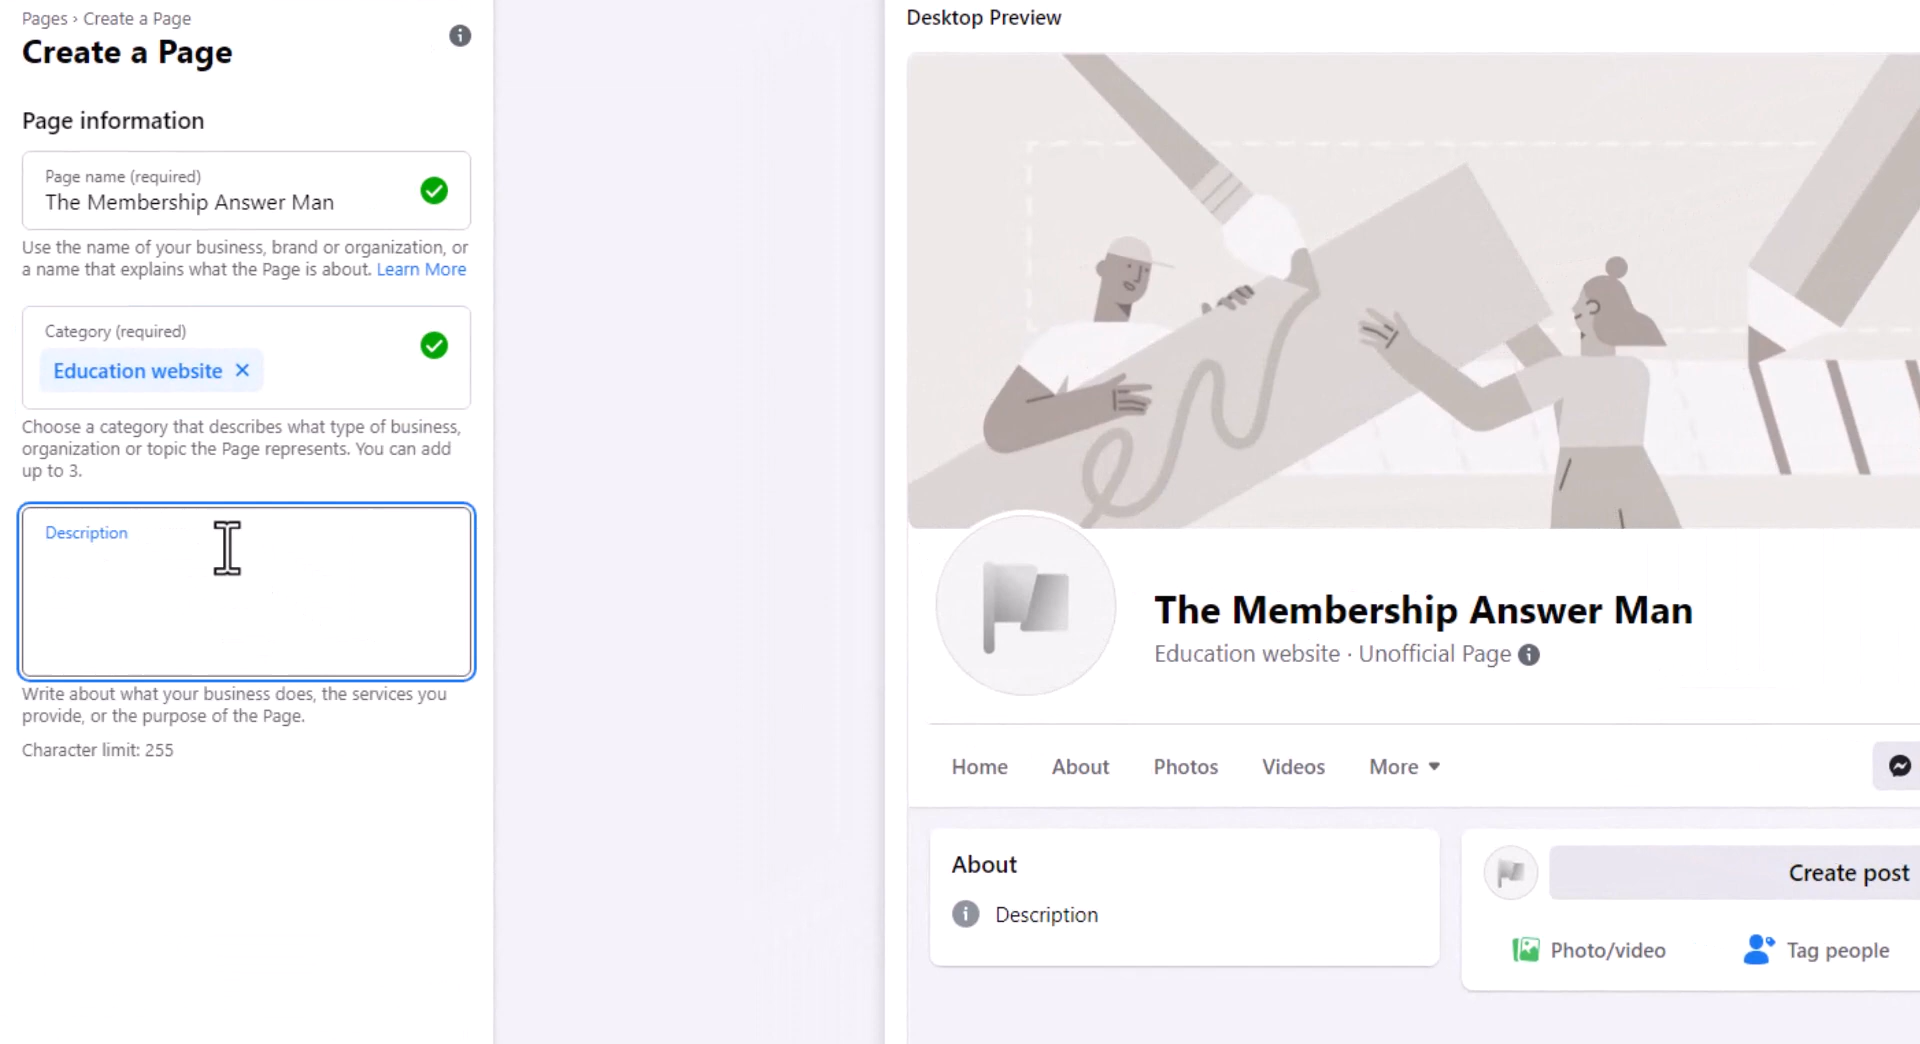 Pages › Create a Page
Create a Page
Page information
Page name (required)
The Membership Answer Man
Use the name of your business, brand or organization, or
a name that explains what the Page is about. Learn More
Category (required)
Education website
Choose a category that describes what type of business,
organization or topic the Page represents. You can add
up to 3.
Description
Write about what your business does, the services you
provide, or the purpose of the Page.
Character limit: 255
Desktop Preview
The Membership Answer Man
Education website · Unofficial Page
Home About Photos Videos More
About
Description
Create post
Photo/video Tag people